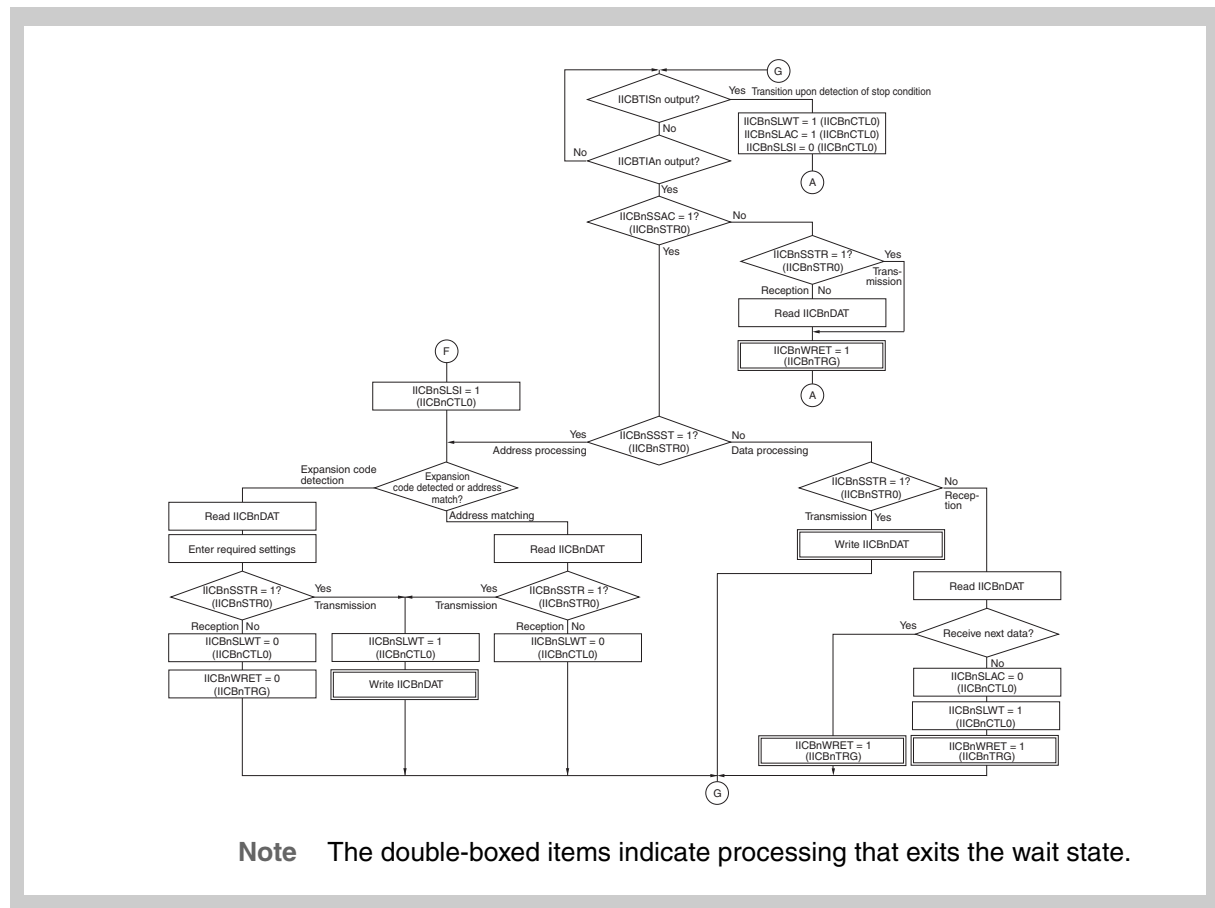 G
IICBTISn output?
Yes
Transition upon detection of stop condition
IICBnSLWT = 1 (IICBnCTL0)
IICBnSLAC = 1 (IICBnCTL0)
IICBnSLSI = 0 (IICBnCTL0)
No
No
IICBTIAn output?
A
Yes
IICBnSSAC = 1?
(IICBnSTR0)
No
Yes
IICBnSSTR = 1?
(IICBnSTR0)
Yes
Trans-
mission
Reception
No
Read IICBnDAT
IICBnWRET = 1
(IICBnTRG)
A
F
IICBnSLSI = 1
(IICBnCTL0)
Yes
Address processing
IICBnSSST = 1?
(IICBnSTR0)
No
Data processing
Expansion code
detection
Expansion
code detected or address
match?
Address matching
IICBnSSTR = 1?
(IICBnSTR0)
No
Recep-
tion
Transmission
Yes
Write IICBnDAT
Read IICBnDAT
Enter required settings
Read IICBnDAT
IICBnSSTR = 1?
(IICBnSTR0)
Yes
Transmission
Yes
Transmission
IICBnSSTR = 1?
(IICBnSTR0)
Read IICBnDAT
Reception
No
IICBnSLWT = 0
(IICBnCTL0)
IICBnWRET = 0
(IICBnTRG)
IICBnSLWT = 1
(IICBnCTL0)
Write IICBnDAT
Reception
No
IICBnSLWT = 0
(IICBnCTL0)
Yes
Receive next data?
No
IICBnSLAC = 0
(IICBnCTL0)
IICBnSLWT = 1
(IICBnCTL0)
IICBnWRET = 1
(IICBnTRG)
IICBnWRET = 1
(IICBnTRG)
G
Note The double-boxed items indicate processing that exits the wait state.